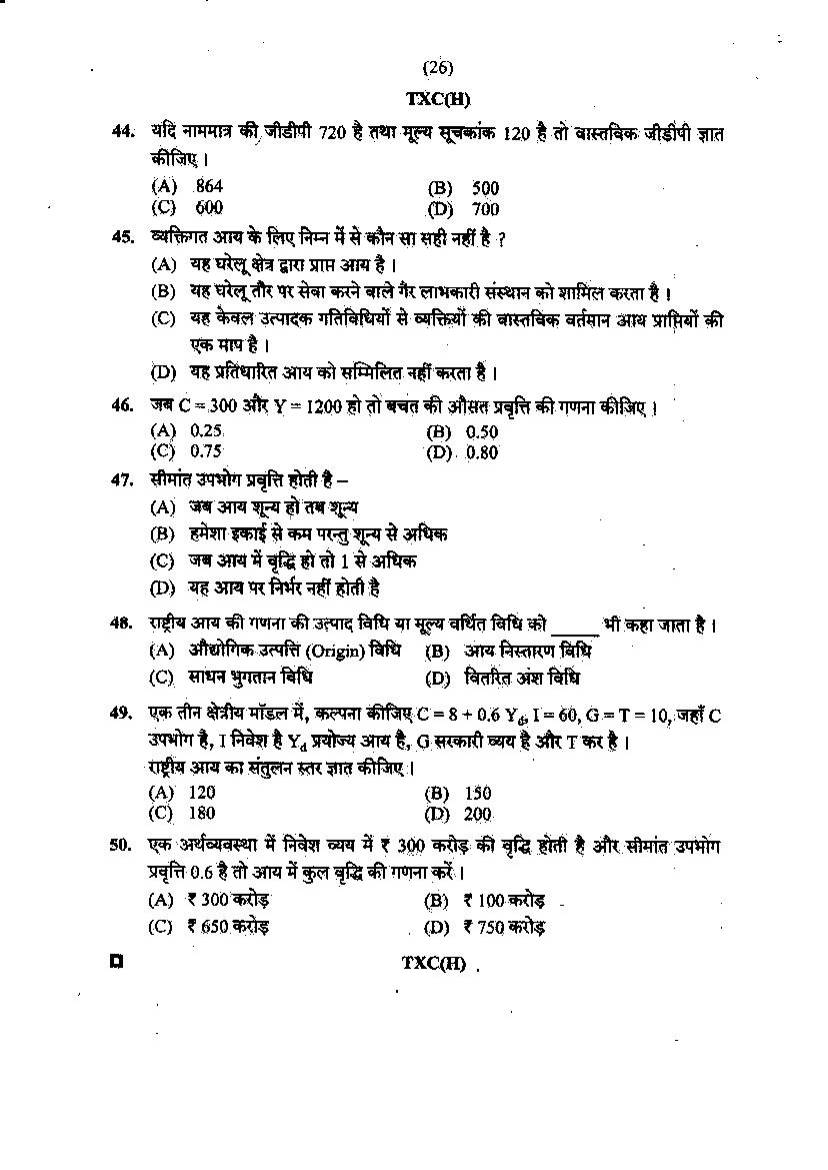 (26)
TXC(H)
44. यदि नाममात्र की जीडीपी 720 है तथा मूल्य सूचकांक 120 है तो वास्तविक जीडीपी ज्ञात
कीजिए ।
(A) 864 (B) 500
(C) 600 (D) 700
45. व्यक्तिगत आय के लिए निम्न में से कौन सा सही नहीं है ?
(A) यह घरेलू क्षेत्र द्वारा प्राप्त आय है ।
(B) यह घरेलू तौर पर सेवा करने वाले गैर लाभकारी संस्थान को शामिल करता है ।
(C) यह केवल उत्पादक गतिविधियों से व्यक्तियों की वास्तविक वर्तमान आय प्राप्तियों की
एक माप है ।
(D) यह प्रतिधारित आय को सम्मिलित नहीं करता है ।
46. जब C = 300 और Y = 1200 हो तो बचत की औसत प्रवृत्ति की गणना कीजिए ।
(A) 0.25 (B) 0.50
(C) 0.75 (D) 0.80
47. सीमांत उपभोग प्रवृत्ति होती है –
(A) जब आय शून्य हो तब शून्य
(B) हमेशा इकाई से कम परन्तु शून्य से अधिक
(C) जब आय में वृद्धि हो तो 1 से अधिक
(D) यह आय पर निर्भर नहीं होती है
48. राष्ट्रीय आय की गणना की उत्पाद विधि या मूल्य वर्धित विधि को ______ भी कहा जाता है ।
(A) औद्योगिक उत्पत्ति (Origin) विधि (B) आय निस्तारण विधि
(C) साधन भुगतान विधि (D) वितरित अंश विधि
49. एक तीन क्षेत्रीय मॉडल में, कल्पना कीजिए C = 8 + 0.6 Yd, I = 60, G = T = 10, जहाँ C
उपभोग है, I निवेश है Yd प्रयोज्य आय है, G सरकारी व्यय है और T कर है ।
राष्ट्रीय आय का संतुलन स्तर ज्ञात कीजिए ।
(A) 120 (B) 150
(C) 180 (D) 200
50. एक अर्थव्यवस्था में निवेश व्यय में ₹ 300 करोड़ की वृद्धि होती है और सीमांत उपभोग
प्रवृत्ति 0.6 है तो आय में कुल वृद्धि की गणना करें ।
(A) ₹ 300 करोड़ (B) ₹ 100 करोड़
(C) ₹ 650 करोड़ (D) ₹ 750 करोड़
TXC(H)